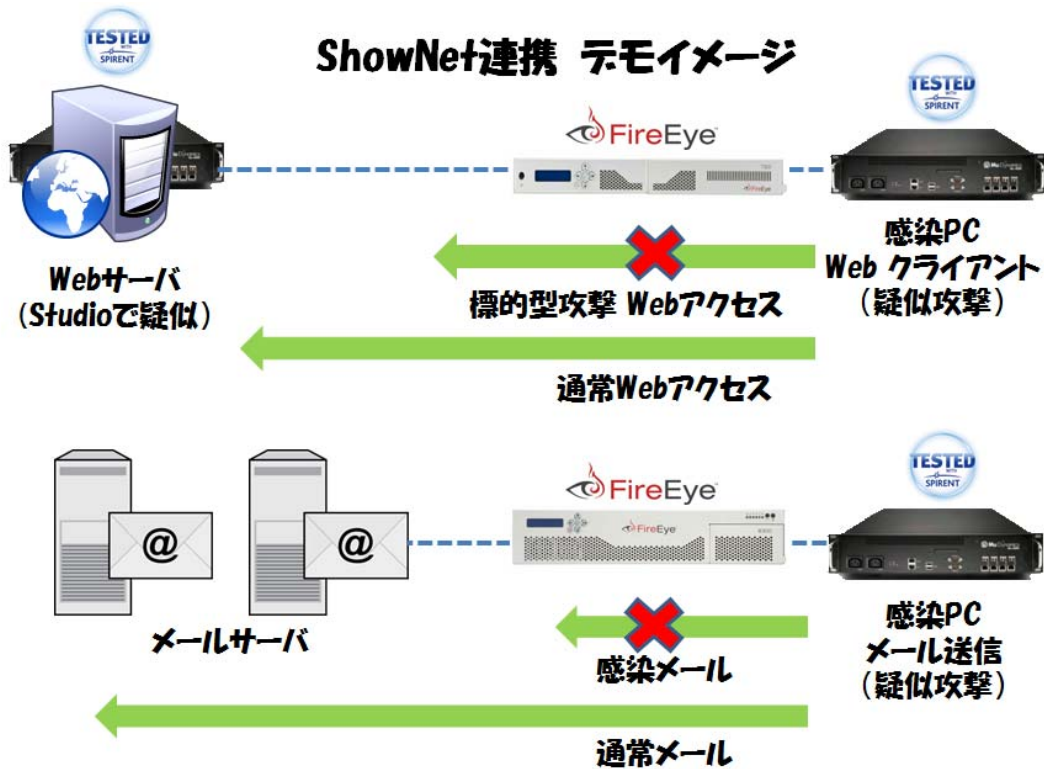 TESTED
WITH
SPIRENT
ShowNet連携 デモイメージ
TESTED
WITH
SPIRENT
FireEye
FireEye
感染PC
Web クライアント
(疑似攻撃)
Webサーバ
(Studioで疑似)
標的型攻撃 Webアクセス
通常Webアクセス
TESTED
WITH
SPIRENT
FireEye
FireEye
@
@
メールサーバ
感染PC
メール送信
(疑似攻撃)
感染メール
通常メール